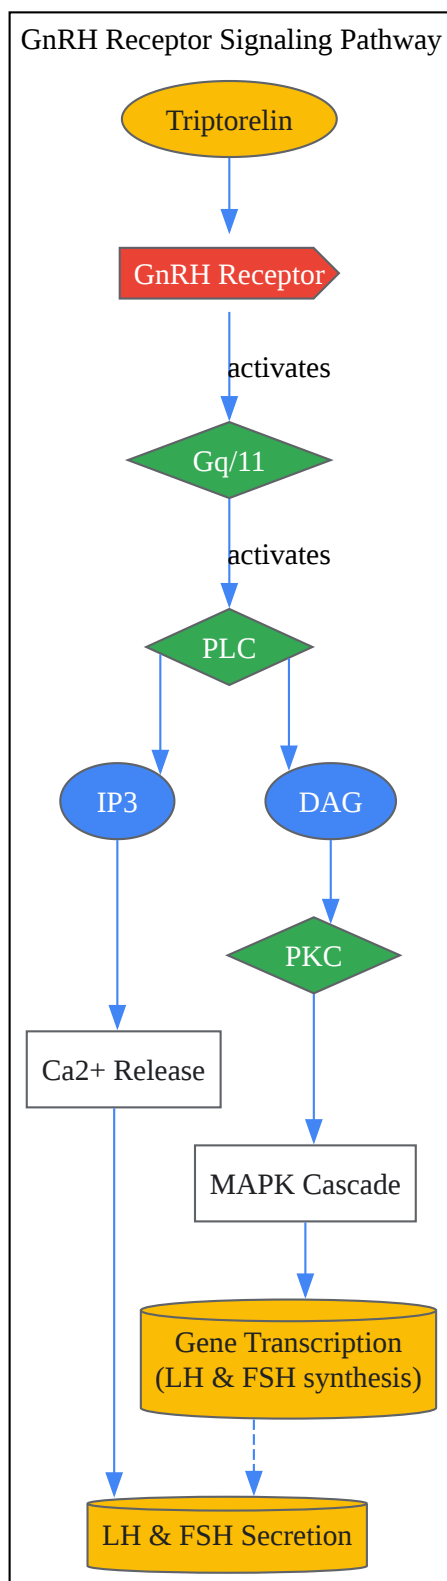 GnRH Receptor Signaling Pathway
Triptorelin
GnRH Receptor
activates
Gq/11
activates
PLC
IP3
DAG
PKC
Ca2+ Release
MAPK Cascade
Gene Transcription
(LH & FSH synthesis)
LH & FSH Secretion